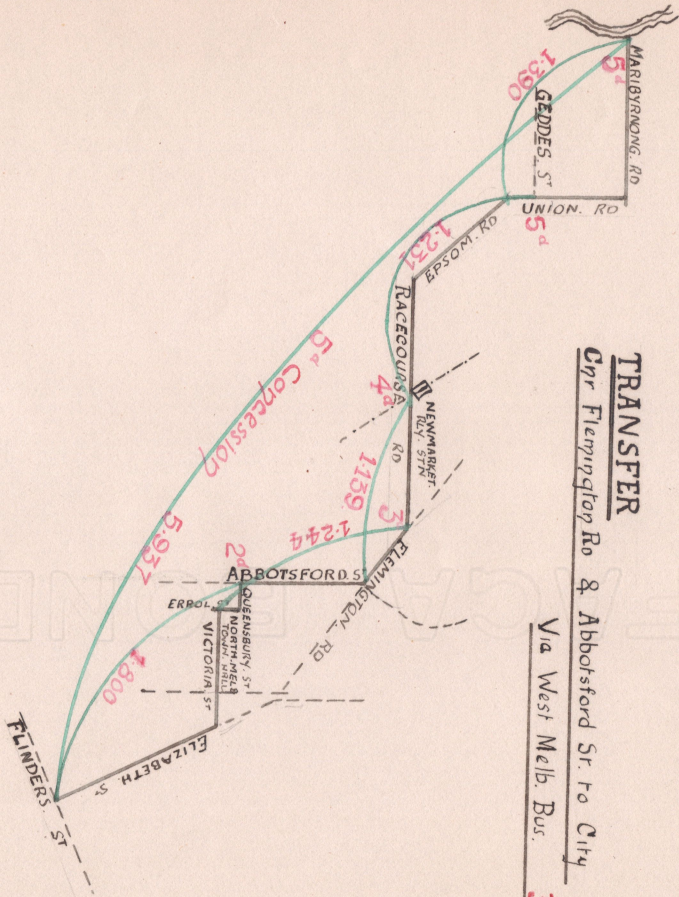 TRANSFER
Cnr Flemington RD & Abbotsford ST. to City
Via West Melb. Bus.
MARIBYRNONG. RD
5d
1·390
GEDDES. ST
UNION. RD
5d
1·231
EPSOM. RD
RACECOURSE
RD
4d
NEWMARKET.
RLY. STN
1·139
3
FLEMINGTON
RD
1·244
2d
ABBOTSFORD. ST
ERROL. ST
QUEENSBURY. ST
NORTH. MELB
TOWN. HALL
VICTORIA. ST
5d Concession
5·937
1·800
ELIZABETH. ST
FLINDERS. ST